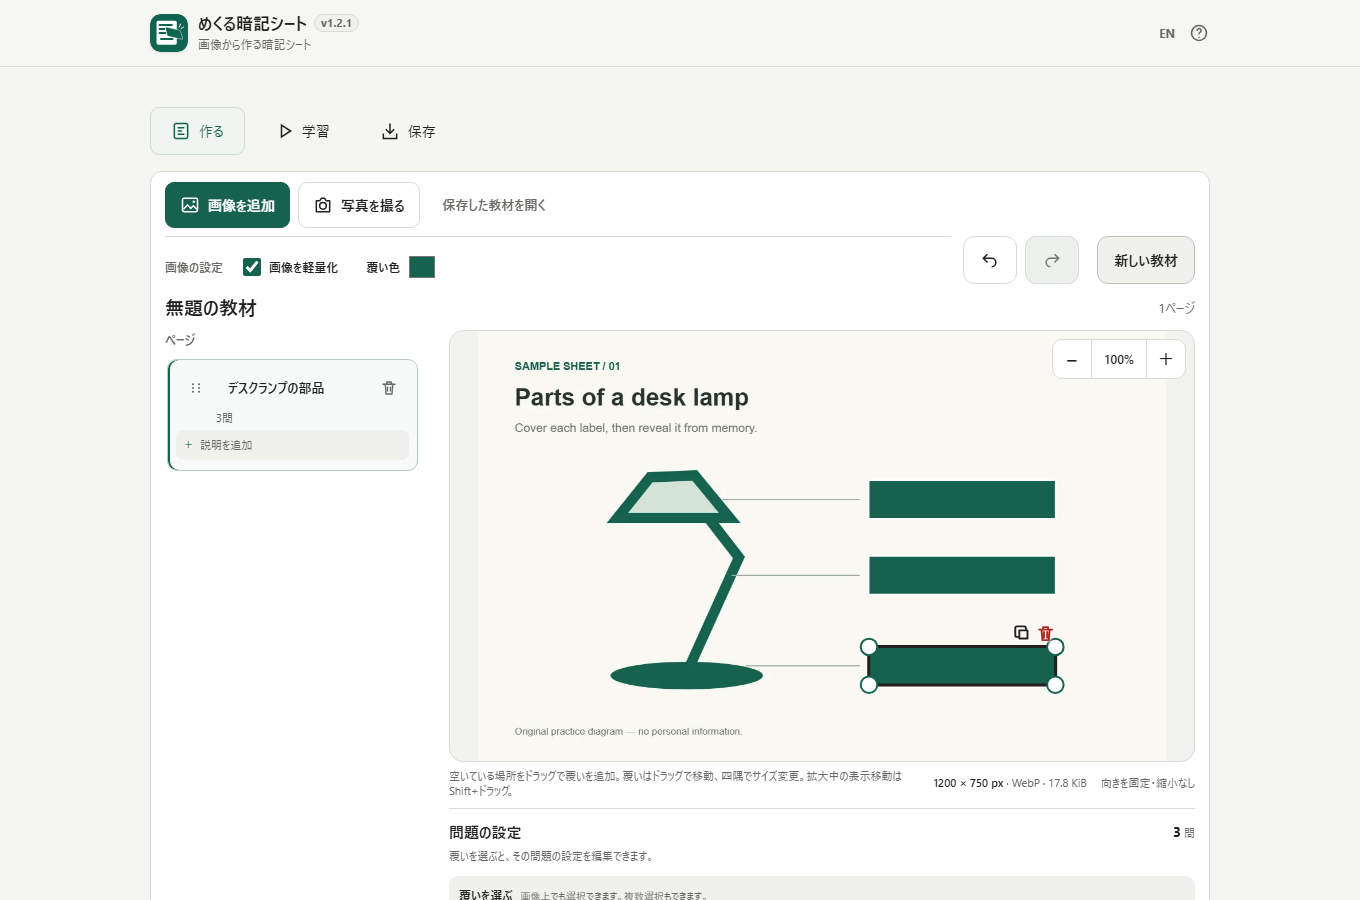 めくる暗記シート v1.2.1
画像から作る暗記シート
EN
作る
学習
保存
画像を追加
写真を撮る
保存した教材を開く
画像の設定
画像を軽量化
覆い色
新しい教材
無題の教材
1ページ
ページ
デスクランプの部品
3問
+ 説明を追加
SAMPLE SHEET / 01
Parts of a desk lamp
Cover each label, then reveal it from memory.
− 100% +
Original practice diagram — no personal information.
空いている場所をドラッグで覆いを追加。覆いはドラッグで移動、四隅でサイズ変更。拡大中の表示移動は
Shift+ドラッグ。
1200 × 750 px · WebP · 17.8 KiB
向きを固定・縮小なし
問題の設定
3 問
覆いを選ぶと、その問題の設定を編集できます。
覆いを選ぶ 画像上でも選択できます。複数選択もできます。